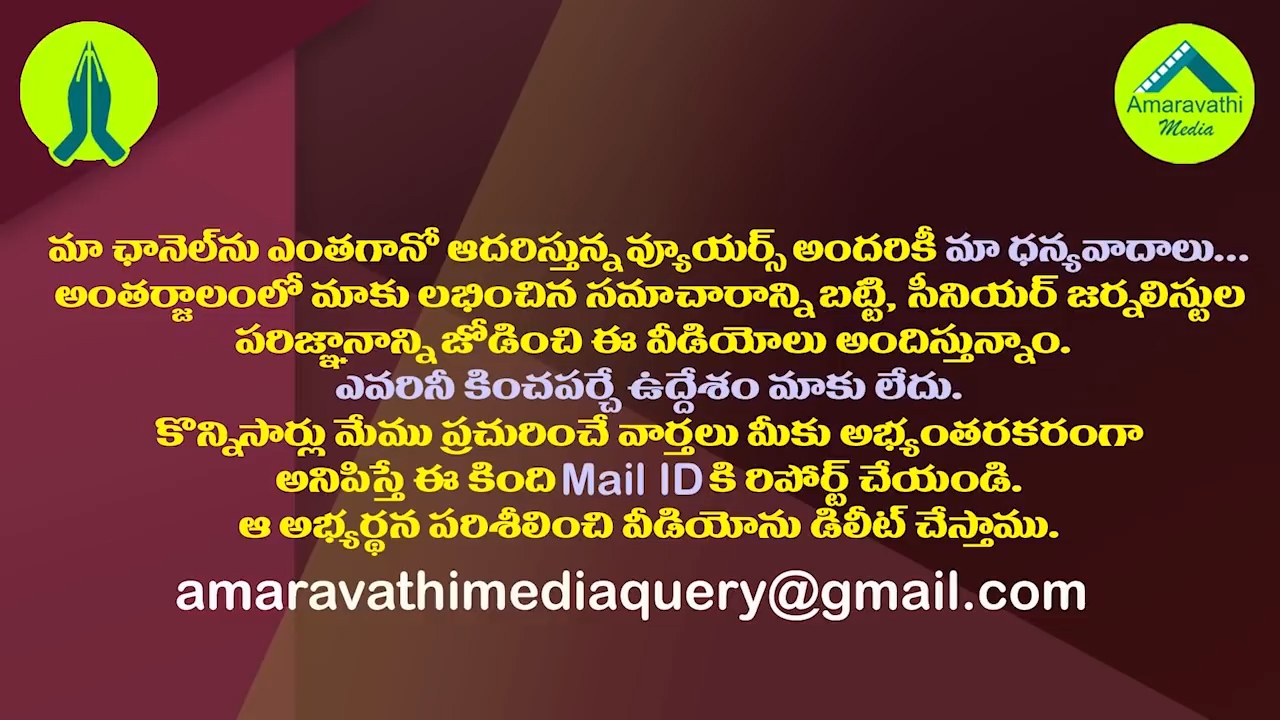 Amaravathi
Media
మా ఛానెల్‌ను ఎంతగానో ఆదరిస్తున్న వ్యూయర్స్ అందరికీ మా ధన్యవాదాలు...
అంతర్జాలంలో మాకు లభించిన సమాచారాన్ని బట్టి, సీనియర్ జర్నలిస్టుల
పరిజ్ఞానాన్ని జోడించి ఈ వీడియోలు అందిస్తున్నాం.
ఎవరినీ కించపర్చే ఉద్దేశం మాకు లేదు.
కొన్నిసార్లు మేము ప్రచురించే వార్తలు మీకు అభ్యంతరకరంగా
అనిపిస్తే ఈ కింది Mail ID కి రిపోర్ట్ చేయండి.
ఆ అభ్యర్థన పరిశీలించి వీడియోను డిలీట్ చేస్తాము.
amaravathimediaquery@gmail.com